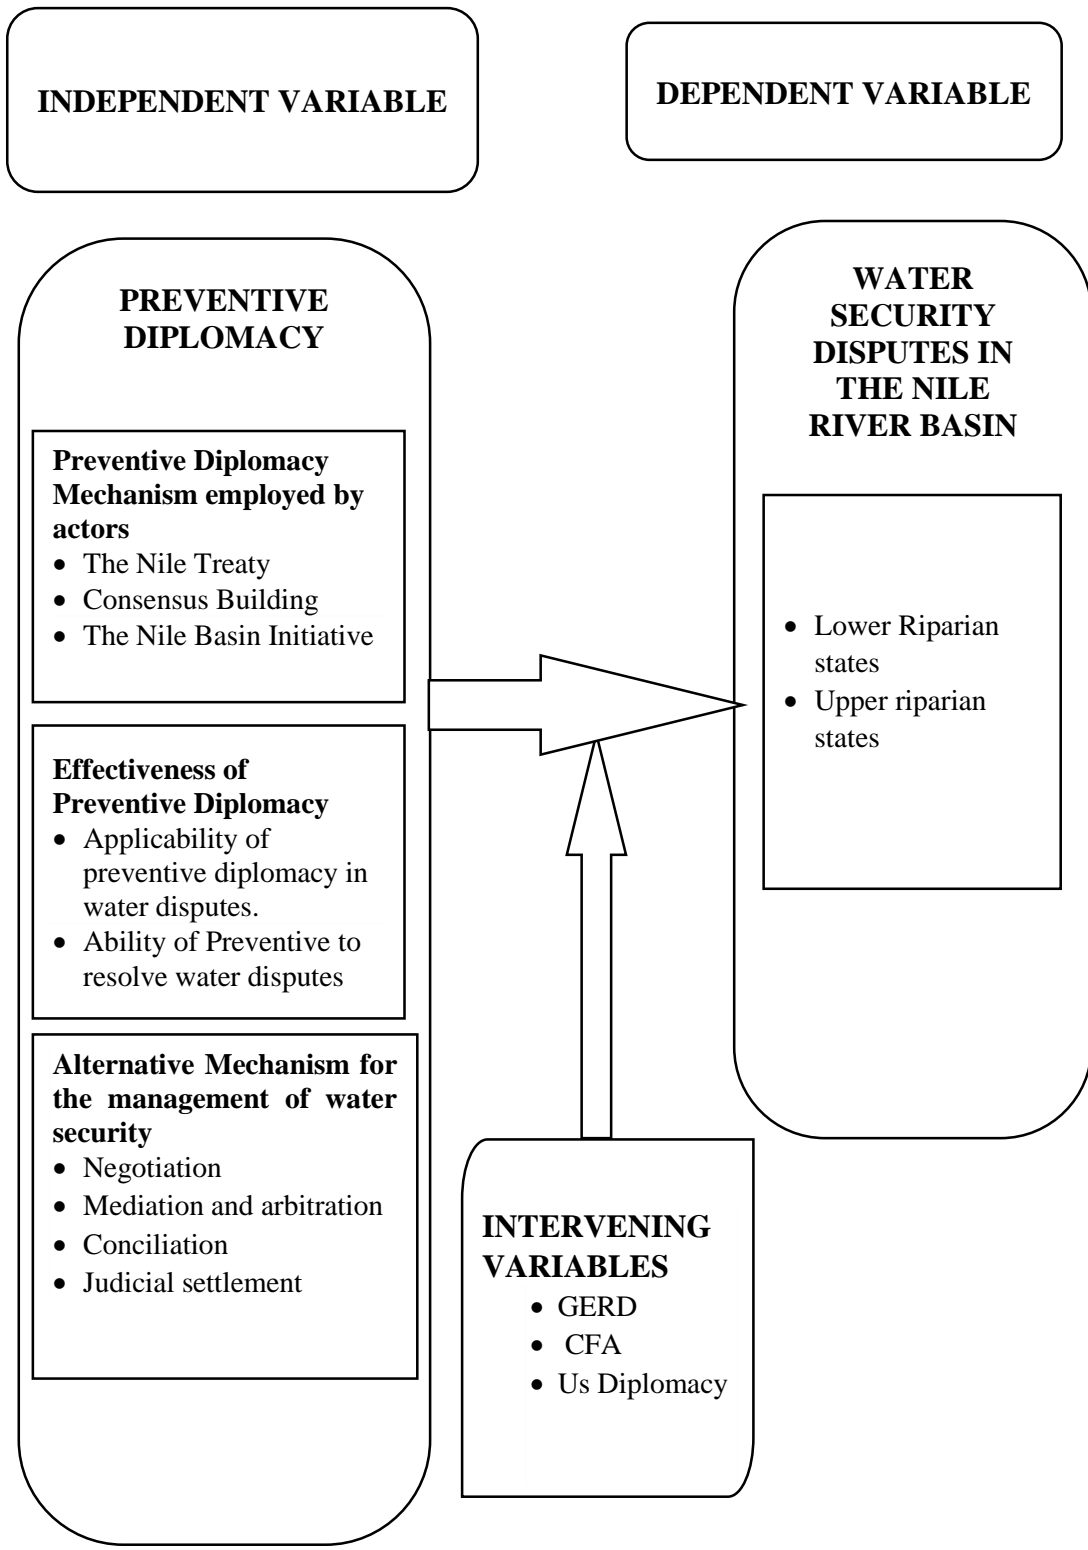 INDEPENDENT VARIABLE
DEPENDENT VARIABLE
PREVENTIVE
DIPLOMACY
Preventive Diplomacy
Mechanism employed by
actors
• The Nile Treaty
• Consensus Building
• The Nile Basin Initiative
Effectiveness of
Preventive Diplomacy
• Applicability of
preventive diplomacy in
water disputes.
• Ability of Preventive to
resolve water disputes
Alternative Mechanism for
the management of water
security
• Negotiation
• Mediation and arbitration
• Conciliation
• Judicial settlement
WATER
SECURITY
DISPUTES IN
THE NILE
RIVER BASIN
• Lower Riparian
states
• Upper riparian
states
INTERVENING
VARIABLES
• GERD
• CFA
• Us Diplomacy